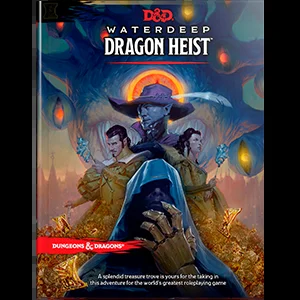 D&D
WATERDEEP
DRAGON HEIST™
DUNGEONS & DRAGONS®
A splendid treasure trove is yours for the taking in
this adventure for the world's greatest roleplaying game